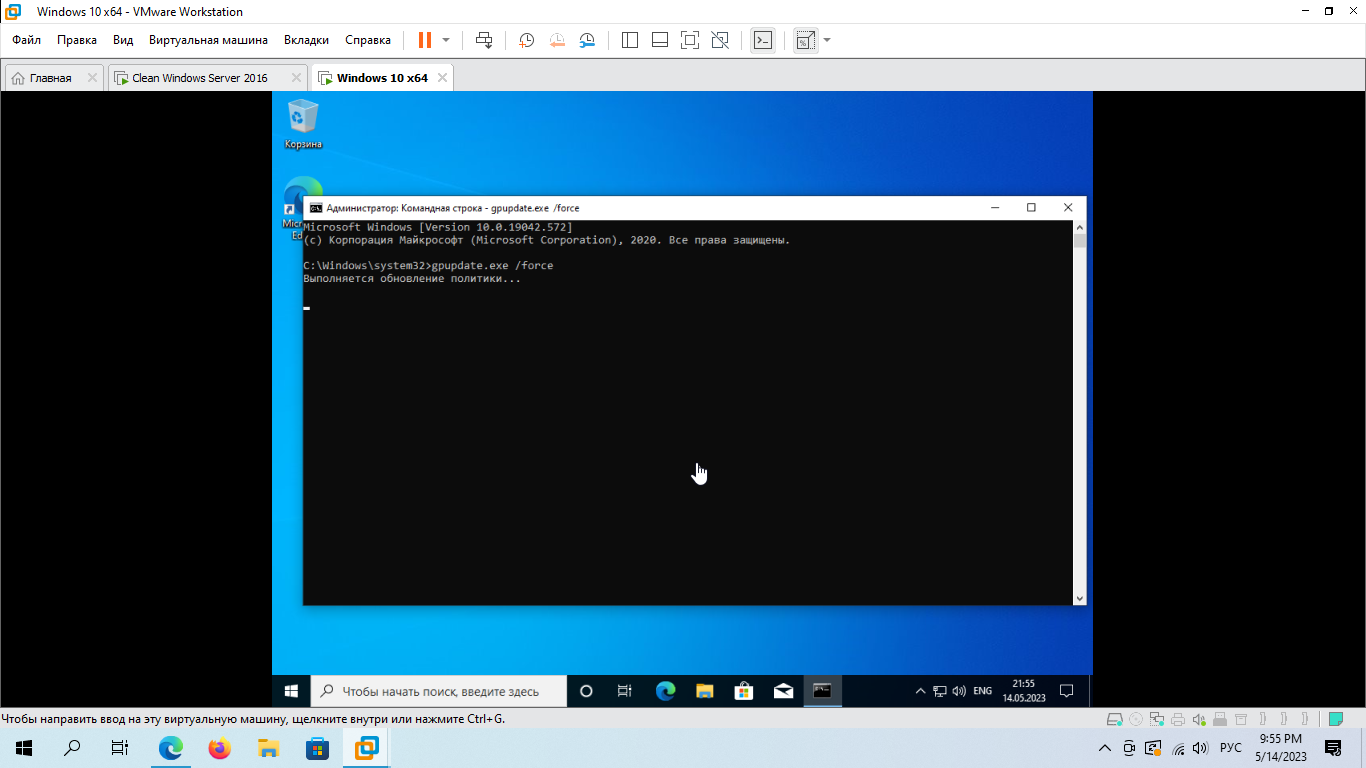 Windows 10 x64 - VMware Workstation
Файл Правка Вид Виртуальная машина Вкладки Справка
Главная Clean Windows Server 2016 Windows 10 x64
Корзина
Администратор: Командная строка - gpupdate.exe /force
Microsoft Windows [Version 10.0.19042.572]
(c) Корпорация Майкрософт (Microsoft Corporation), 2020. Все права защищены.
C:\Windows\system32>gpupdate.exe /force
Выполняется обновление политики...
Чтобы начать поиск, введите здесь
ENG
21:55
14.05.2023
Чтобы направить ввод на эту виртуальную машину, щелкните внутри или нажмите Ctrl+G.
РУС
9:55 PM
5/14/2023